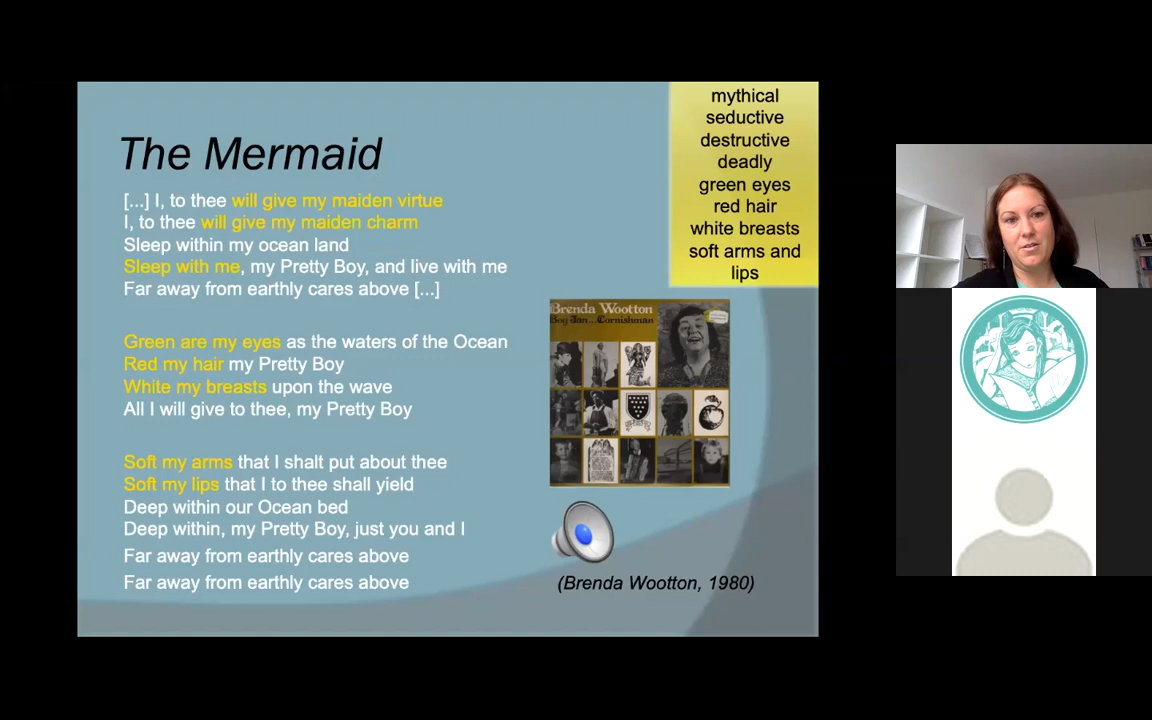 The Mermaid
[...] I, to thee will give my maiden virtue
I, to thee will give my maiden charm
Sleep within my ocean land
Sleep with me, my Pretty Boy, and live with me
Far away from earthly cares above [...]
Green are my eyes as the waters of the Ocean
Red my hair my Pretty Boy
White my breasts upon the wave
All I will give to thee, my Pretty Boy
Soft my arms that I shalt put about thee
Soft my lips that I to thee shall yield
Deep within our Ocean bed
Deep within, my Pretty Boy, just you and I
Far away from earthly cares above
Far away from earthly cares above
mythical
seductive
destructive
deadly
green eyes
red hair
white breasts
soft arms and
lips
Brenda Wootton
Boy Jan ...Cornishman
(Brenda Wootton, 1980)